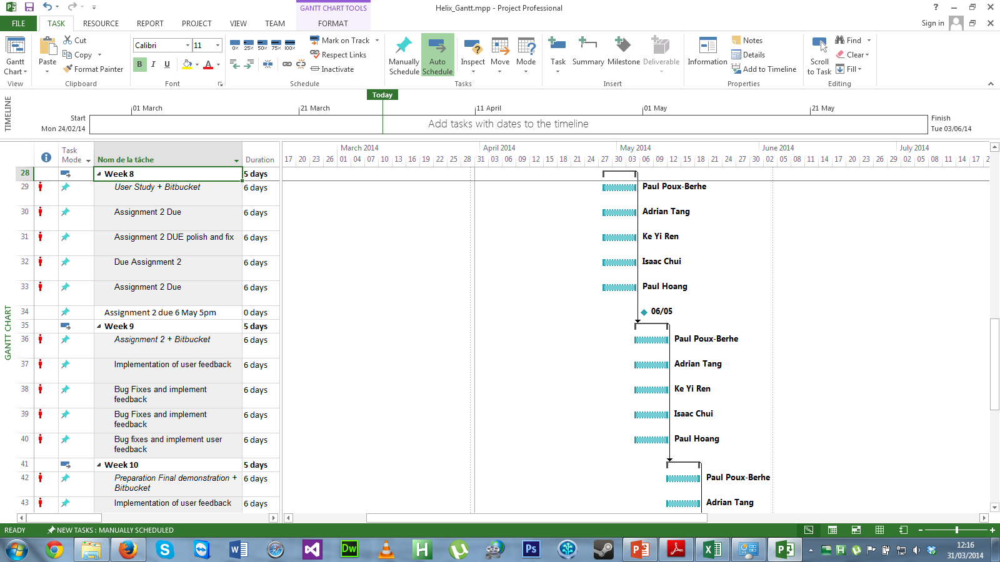 GANTT CHART TOOLS
Helix_Gantt.mpp - Project Professional
FILE TASK RESOURCE REPORT PROJECT VIEW TEAM FORMAT
Sign in
Gantt Chart
View
Paste
Cut
Copy
Format Painter
Clipboard
Calibri 11
B I U A
Font
0% 25% 50% 75% 100%
Mark on Track
Respect Links
Inactivate
Schedule
Manually Schedule
Auto Schedule
Inspect
Move
Mode
Tasks
Task
Summary
Milestone
Deliverable
Insert
Information
Notes
Details
Add to Timeline
Properties
Scroll to Task
Find
Clear
Fill
Editing
TIMELINE
Today
01 March 21 March 11 April 01 May 21 May
Start
Mon 24/02/14
Add tasks with dates to the timeline
Finish
Tue 03/06/14
GANTT CHART
Task Mode Nom de la tâche Duration
March 2014 April 2014 May 2014 June 2014 July 2014
17 20 23 26 01 04 07 10 13 16 19 22 25 28 31 03 06 09 12 15 18 21 24 27 30 03 06 09 12 15 18 21 24 27 30 02 05 08 11 14 17 20 23 26 29 02 05 08 11 14 17 2
28 Week 8 5 days
29 User Study + Bitbucket 6 days Paul Poux-Berhe
30 Assignment 2 Due 6 days Adrian Tang
31 Assignment 2 DUE polish and fix 6 days Ke Yi Ren
32 Due Assignment 2 6 days Isaac Chui
33 Assignment 2 Due 6 days Paul Hoang
34 Assignment 2 due 6 May 5pm 0 days 06/05
35 Week 9 5 days
36 Assignment 2 + Bitbucket 6 days Paul Poux-Berhe
37 Implementation of user feedback 6 days Adrian Tang
38 Bug Fixes and implement feedback 6 days Ke Yi Ren
39 Bug Fixes and implement feedback 6 days Isaac Chui
40 Bug fixes and implement user feedback 6 days Paul Hoang
41 Week 10 5 days
42 Preparation Final demonstration + Bitbucket 6 days Paul Poux-Berhe
43 Implementation of user feedback 6 days Adrian Tang
READY NEW TASKS : MANUALLY SCHEDULED
12:16
31/03/2014